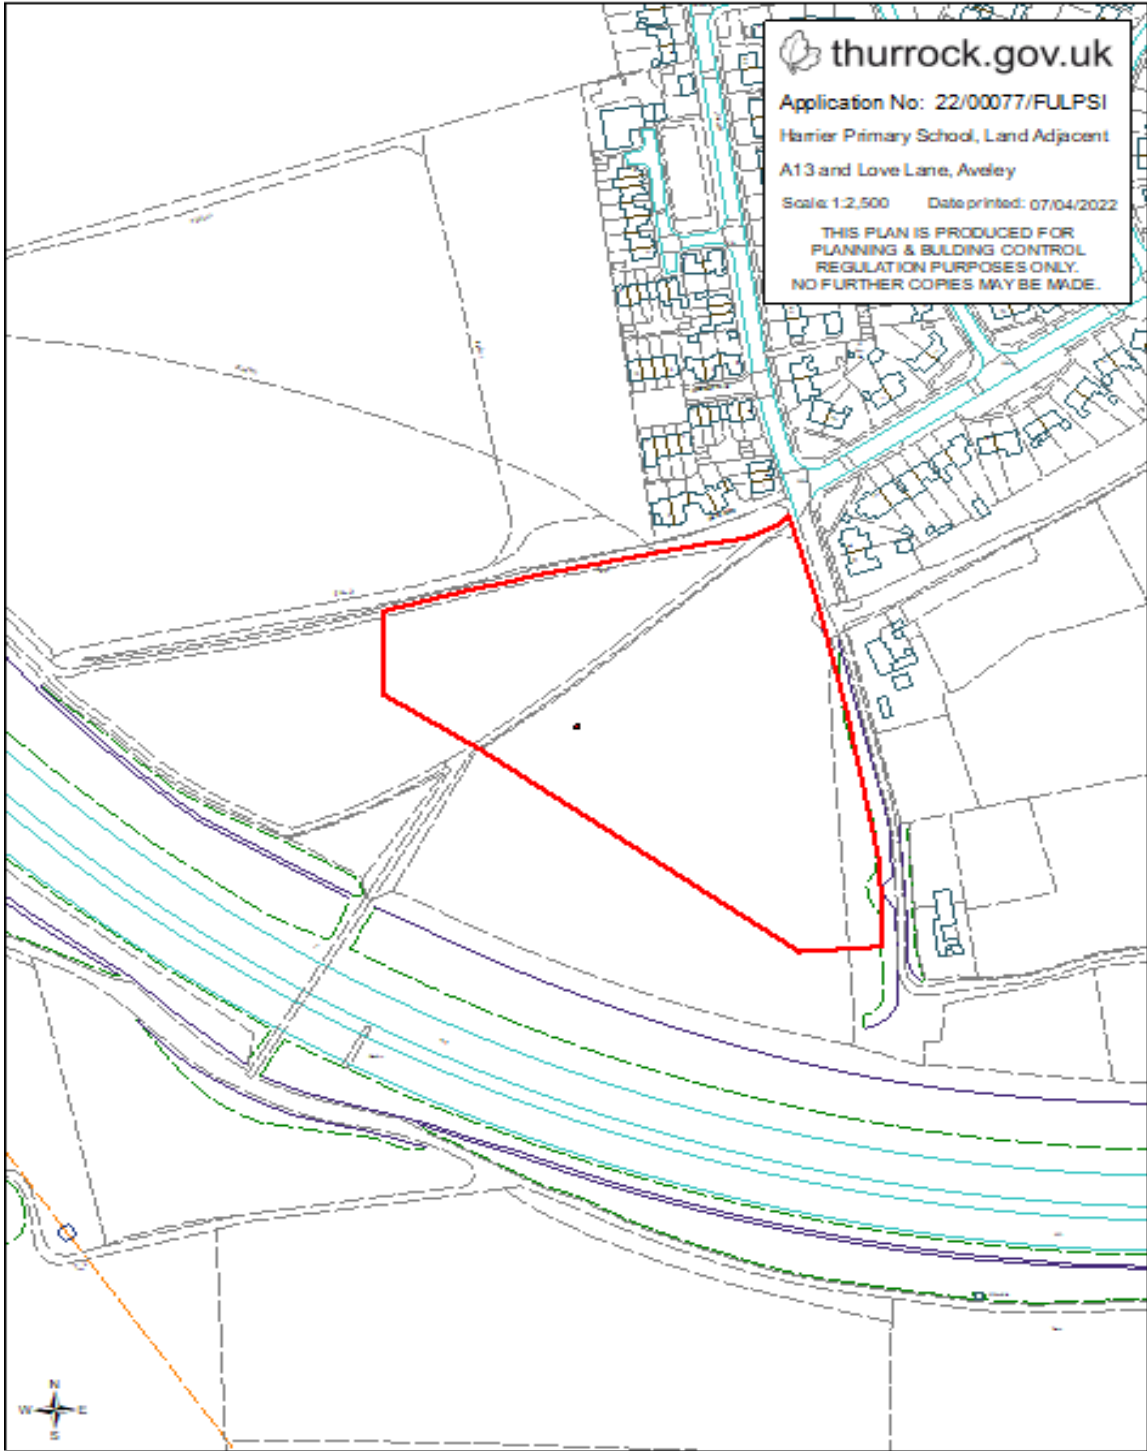 thurrock.gov.uk
Application No: 22/00077/FULPSI
Harrier Primary School, Land Adjacent
A13 and Love Lane, Aveley
Scale: 1:2,500 Date printed: 07/04/2022
THIS PLAN IS PRODUCED FOR
PLANNING & BULDING CONTROL
REGULATION PURPOSES ONLY.
NO FURTHER COPIES MAY BE MADE.
N
W E
S